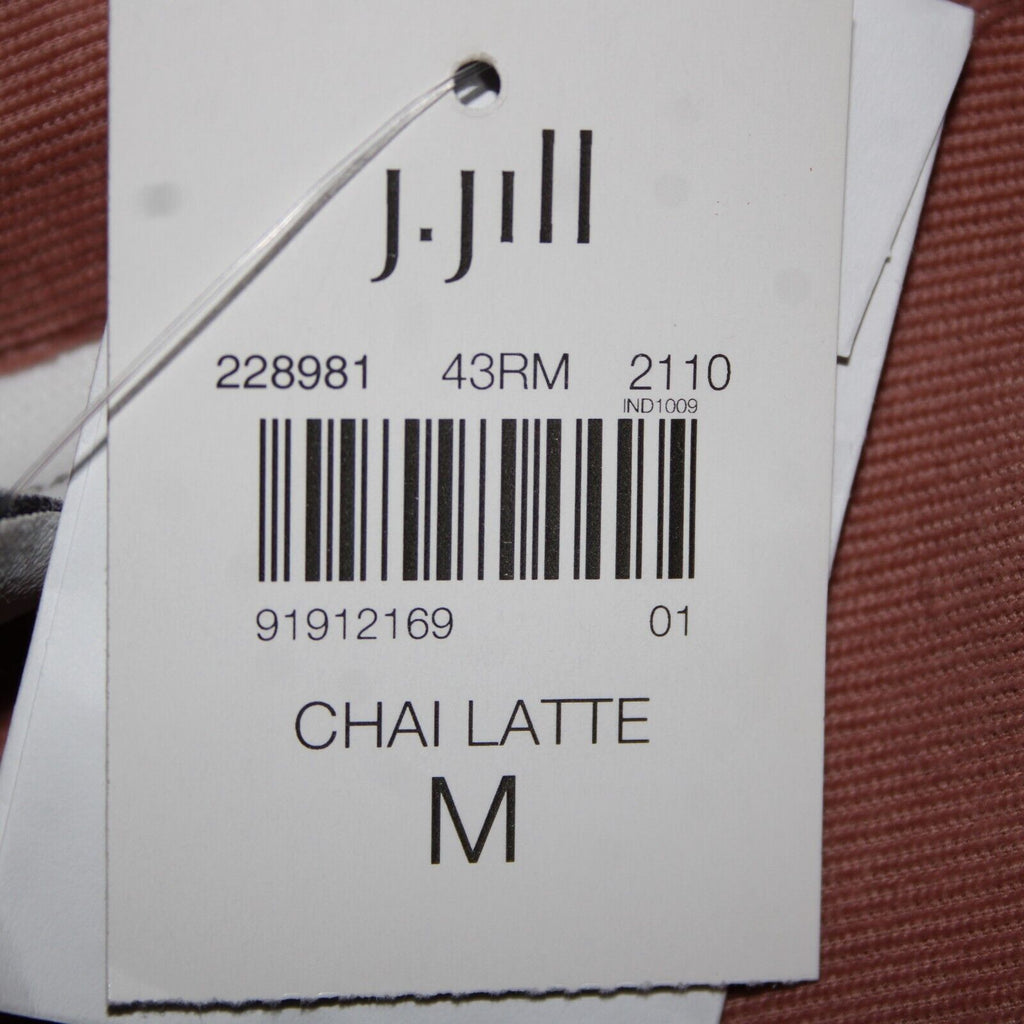 J.Jill
228981 43RM 2110
IND1009
91912169 01
CHAI LATTE
M